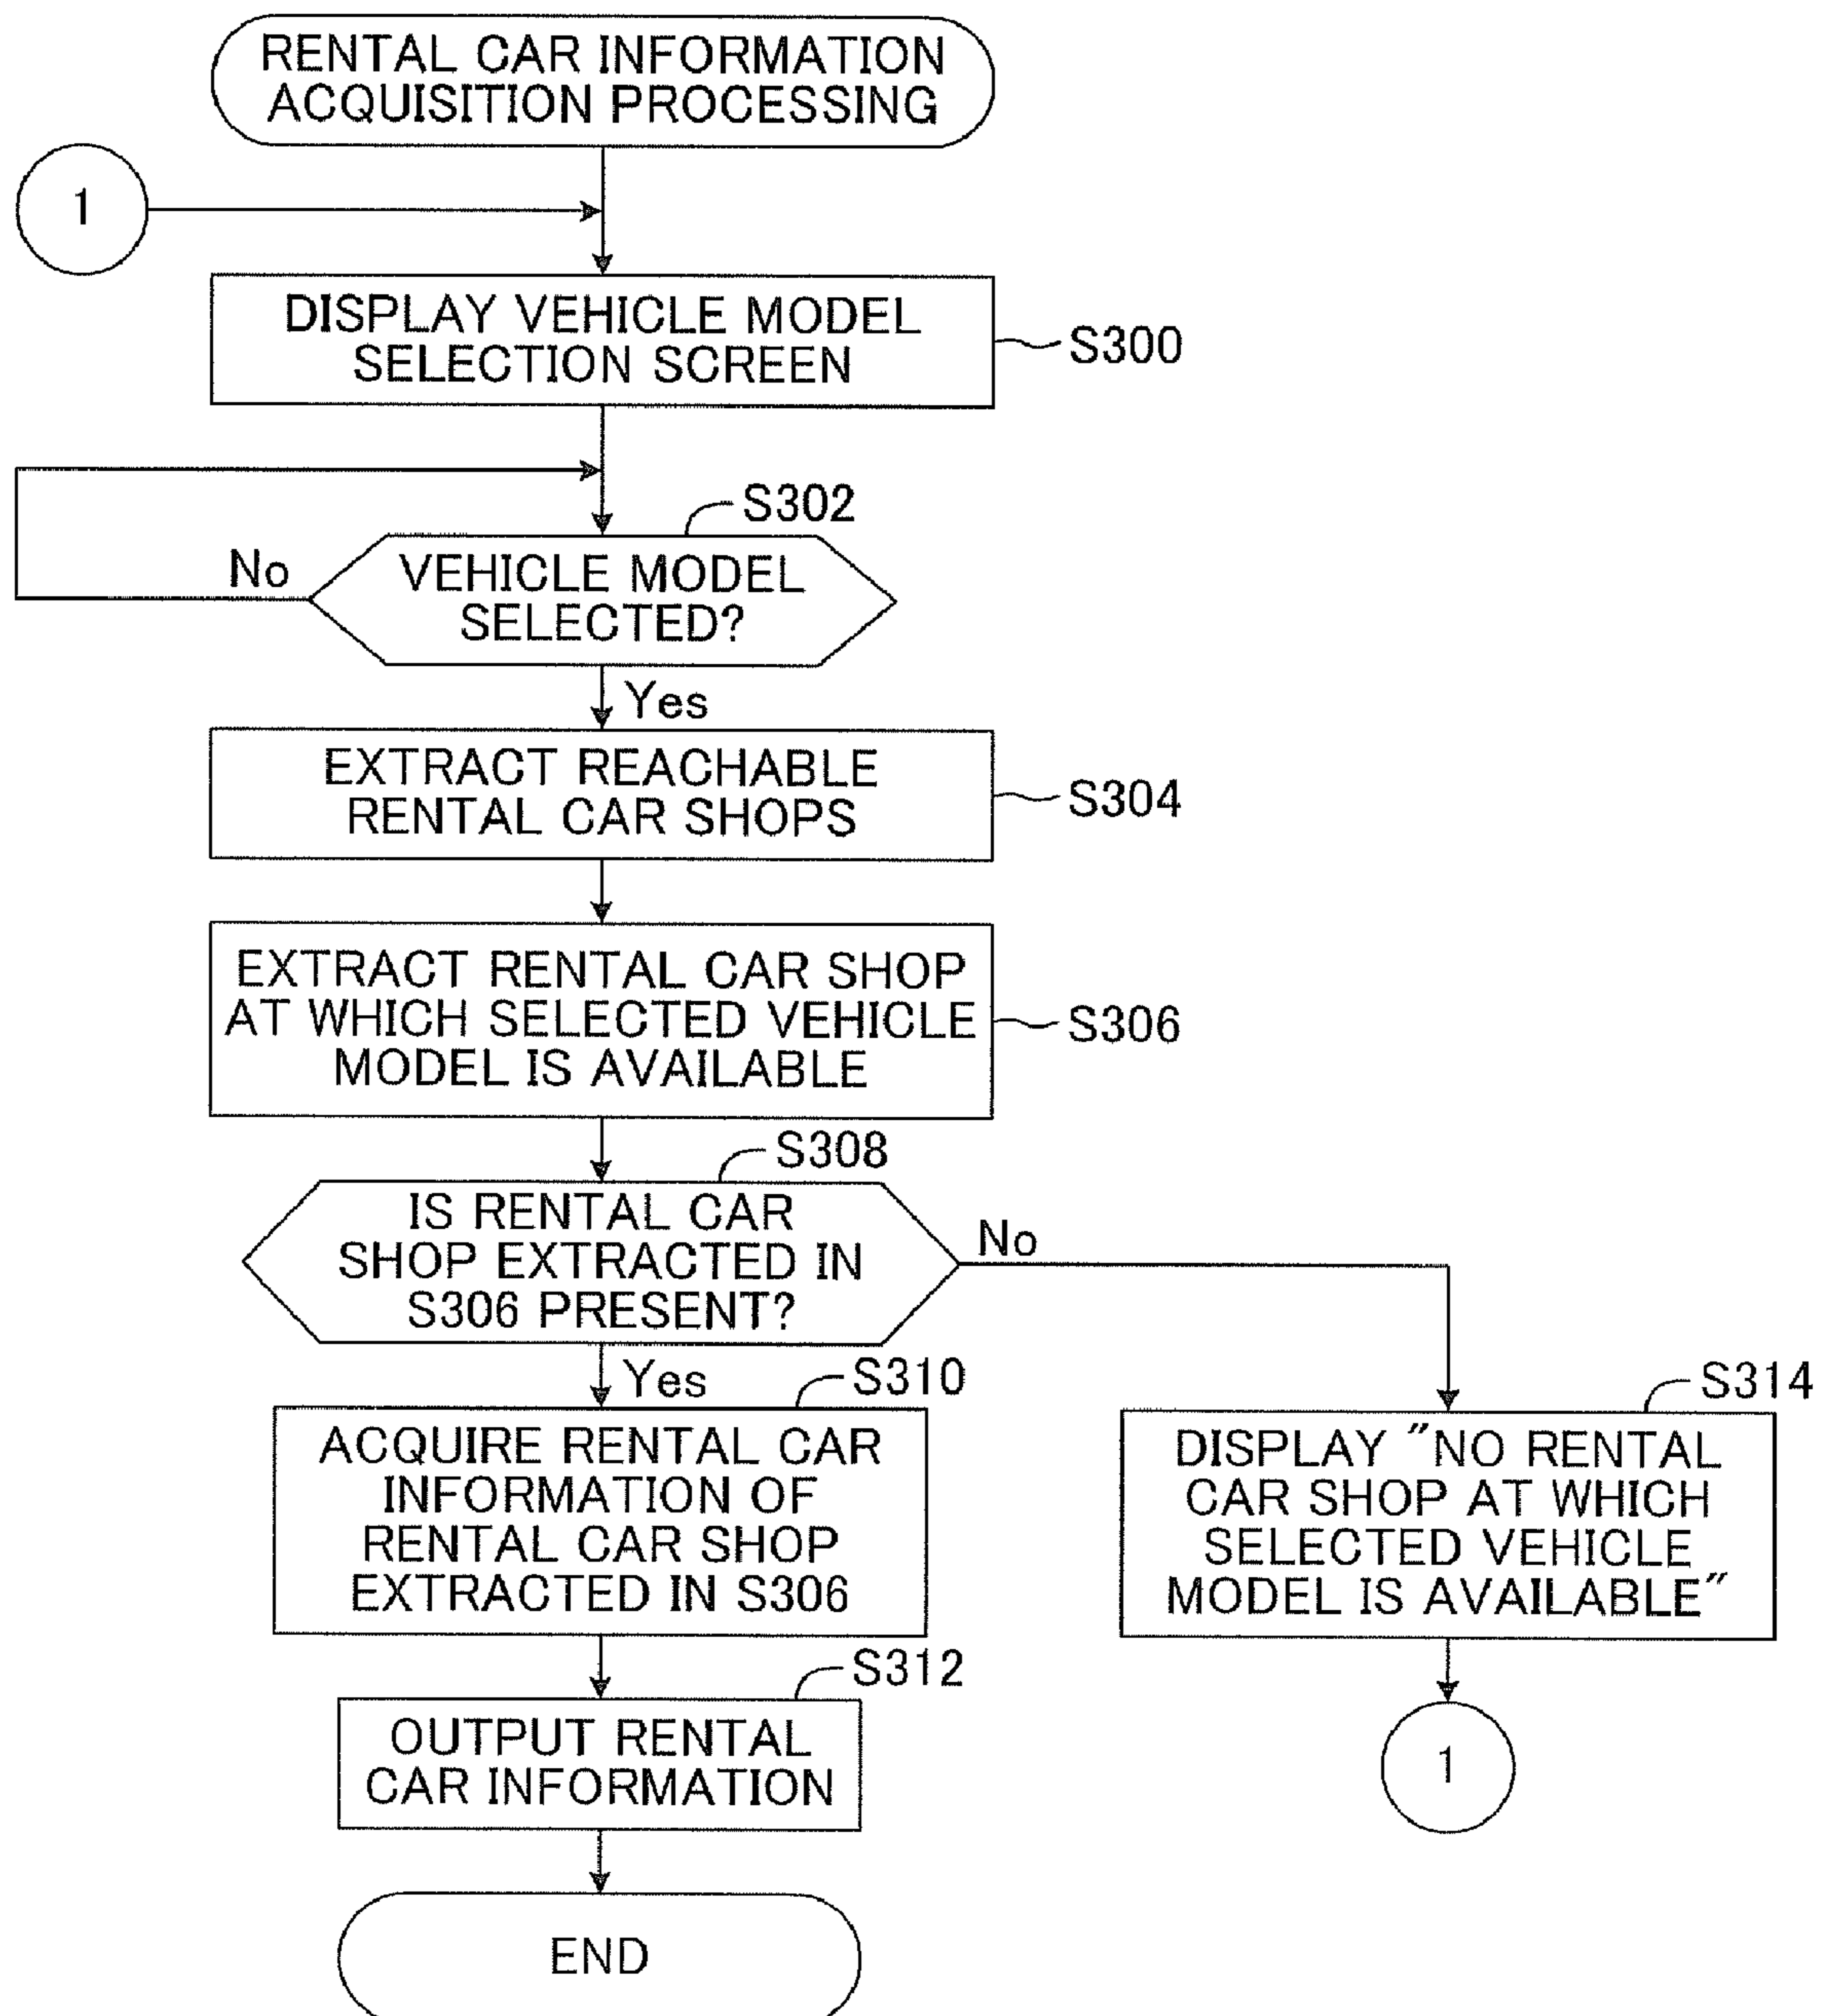 RENTAL CAR INFORMATION
ACQUISITION PROCESSING
1
DISPLAY VEHICLE MODEL
SELECTION SCREEN
S300
S302
No
VEHICLE MODEL
SELECTED?
Yes
EXTRACT REACHABLE
RENTAL CAR SHOPS
S304
EXTRACT RENTAL CAR SHOP
AT WHICH SELECTED VEHICLE
MODEL IS AVAILABLE
S306
S308
IS RENTAL CAR
SHOP EXTRACTED IN
S306 PRESENT?
No
Yes
S310
ACQUIRE RENTAL CAR
INFORMATION OF
RENTAL CAR SHOP
EXTRACTED IN S306
S314
DISPLAY "NO RENTAL
CAR SHOP AT WHICH
SELECTED VEHICLE
MODEL IS AVAILABLE"
S312
OUTPUT RENTAL
CAR INFORMATION
1
END